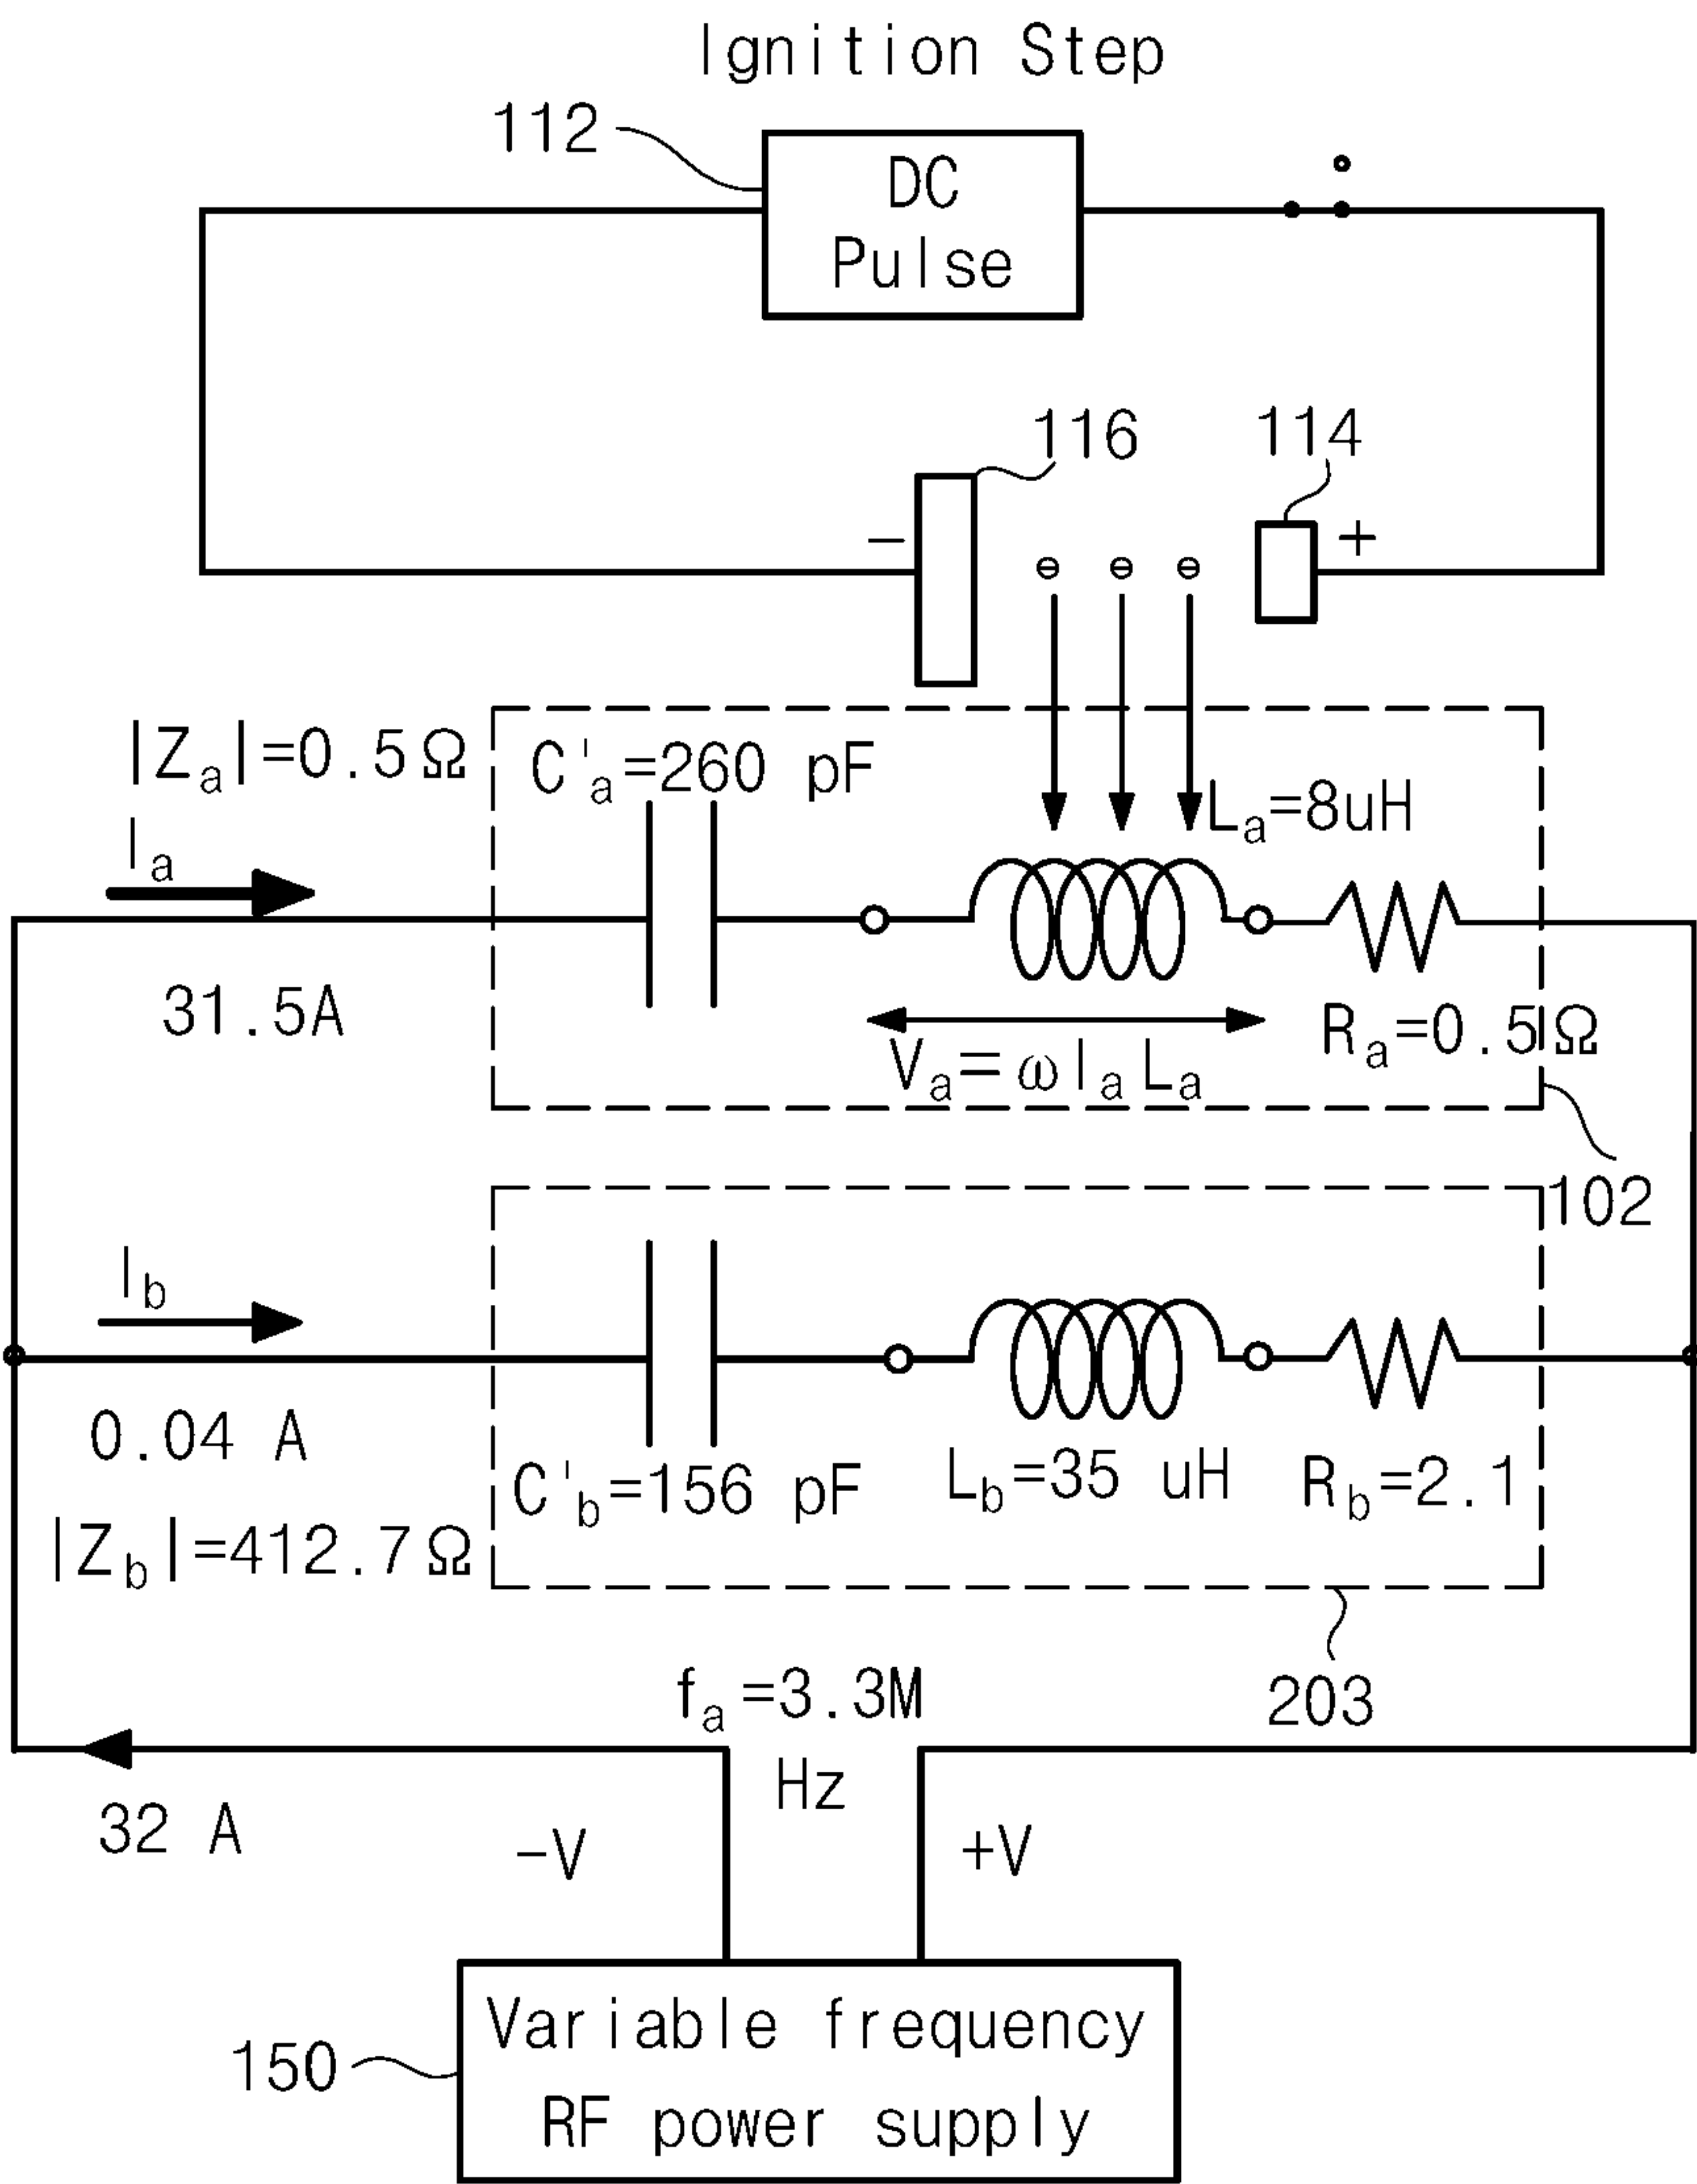 Ignition Step
112
DC
Pulse
116
114
-
+
|Za|=0.5Ω
C'a=260 pF
La=8uH
Ia
31.5A
Va=ωIaLa
Ra=0.5Ω
102
Ib
0.04 A
C'b=156 pF
Lb=35 uH
Rb=2.1
|Zb|=412.7Ω
203
fa=3.3M
Hz
32 A
-V
+V
150
Variable frequency
RF power supply